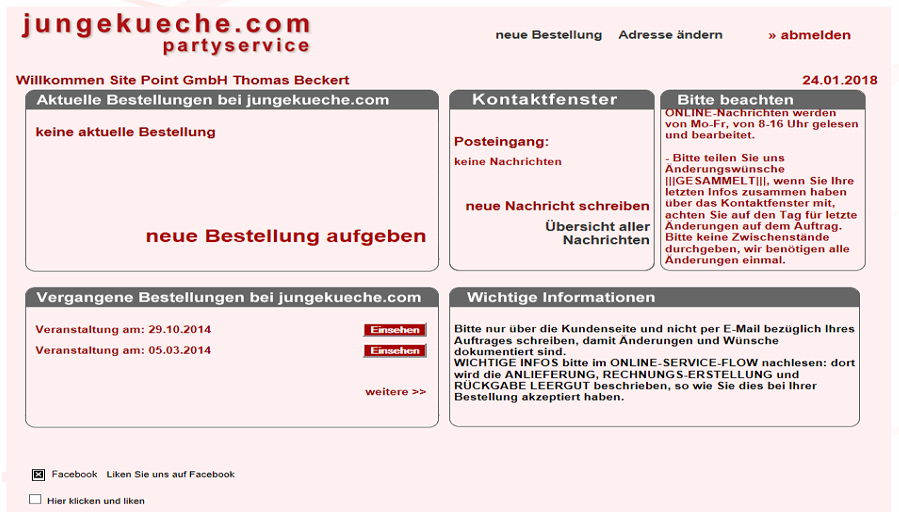 jungekueche.com
partyservice
neue Bestellung Adresse ändern » abmelden
Willkommen Site Point GmbH Thomas Beckert 24.01.2018
Aktuelle Bestellungen bei jungekueche.com
keine aktuelle Bestellung
neue Bestellung aufgeben
Kontaktfenster
Posteingang:
keine Nachrichten
neue Nachricht schreiben
Übersicht aller
Nachrichten
Bitte beachten
ONLINE-Nachrichten werden
von Mo-Fr, von 8-16 Uhr gelesen
und bearbeitet.
- Bitte teilen Sie uns
Änderungswünsche
|||GESAMMELT|||, wenn Sie Ihre
letzten Infos zusammen haben
über das Kontaktfenster mit,
achten Sie auf den Tag für letzte
Änderungen auf dem Auftrag.
Bitte keine Zwischenstände
durchgeben, wir benötigen alle
Änderungen einmal.
Vergangene Bestellungen bei jungekueche.com
Veranstaltung am: 29.10.2014 Einsehen
Veranstaltung am: 05.03.2014 Einsehen
weitere >>
Wichtige Informationen
Bitte nur über die Kundenseite und nicht per E-Mail bezüglich Ihres
Auftrages schreiben, damit Änderungen und Wünsche
dokumentiert sind.
WICHTIGE INFOS bitte im ONLINE-SERVICE-FLOW nachlesen: dort
wird die ANLIEFERUNG, RECHNUNGS-ERSTELLUNG und
RÜCKGABE LEERGUT beschrieben, so wie Sie dies bei Ihrer
Bestellung akzeptiert haben.
Facebook Liken Sie uns auf Facebook
Hier klicken und liken